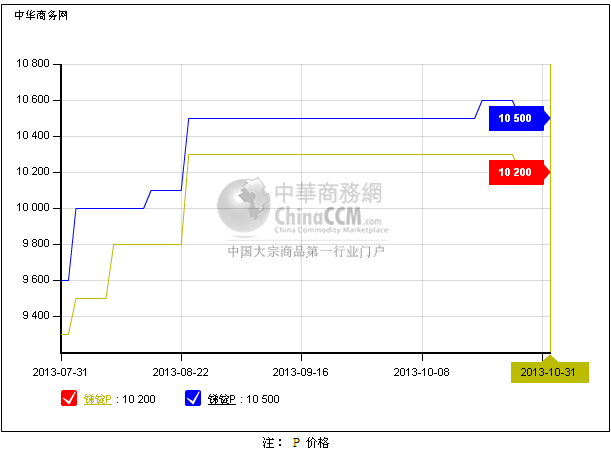 中华商务网
10 800
10 600
10 400
10 200
10 000
9 800
9 600
9 400
10 500
10 200
中華商務網
ChinaCCM.com
China Commodity Marketplace
中国大宗商品第一行业门户
2013-07-31
2013-08-22
2013-09-16
2013-10-08
2013-10-31
P : 10 200
P : 10 500
注： P 价格